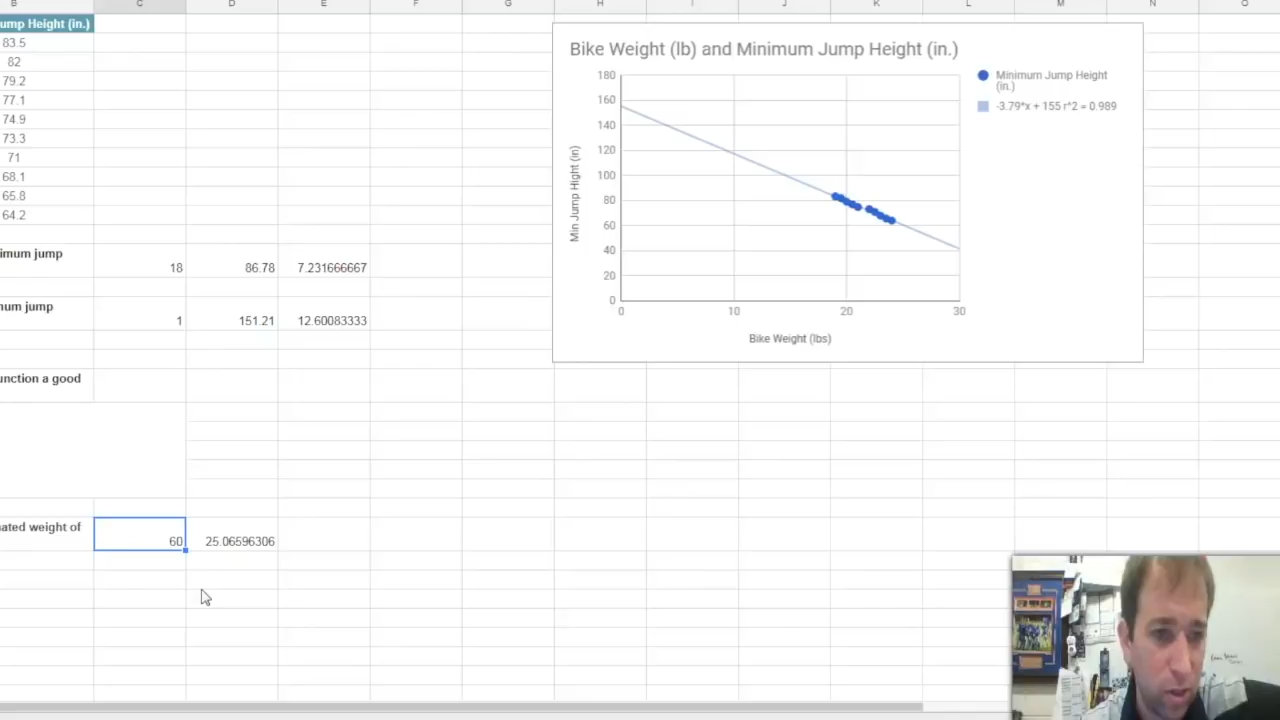 B C D E F G H I J K L M N O
ump Height (in.)
83.5
82
79.2
77.1
74.9
73.3
71
68.1
65.8
64.2
imum jump
18 86.78 7.231666667
num jump
1 151.21 12.60083333
unction a good
ated weight of
60 25.06596306
Bike Weight (lb) and Minimum Jump Height (in.)
Min Jump Hight (in)
180
160
140
120
100
80
60
40
20
0
0 10 20 30
Bike Weight (lbs)
Minimum Jump Height
(in.)
-3.79*x + 155 r^2 = 0.989